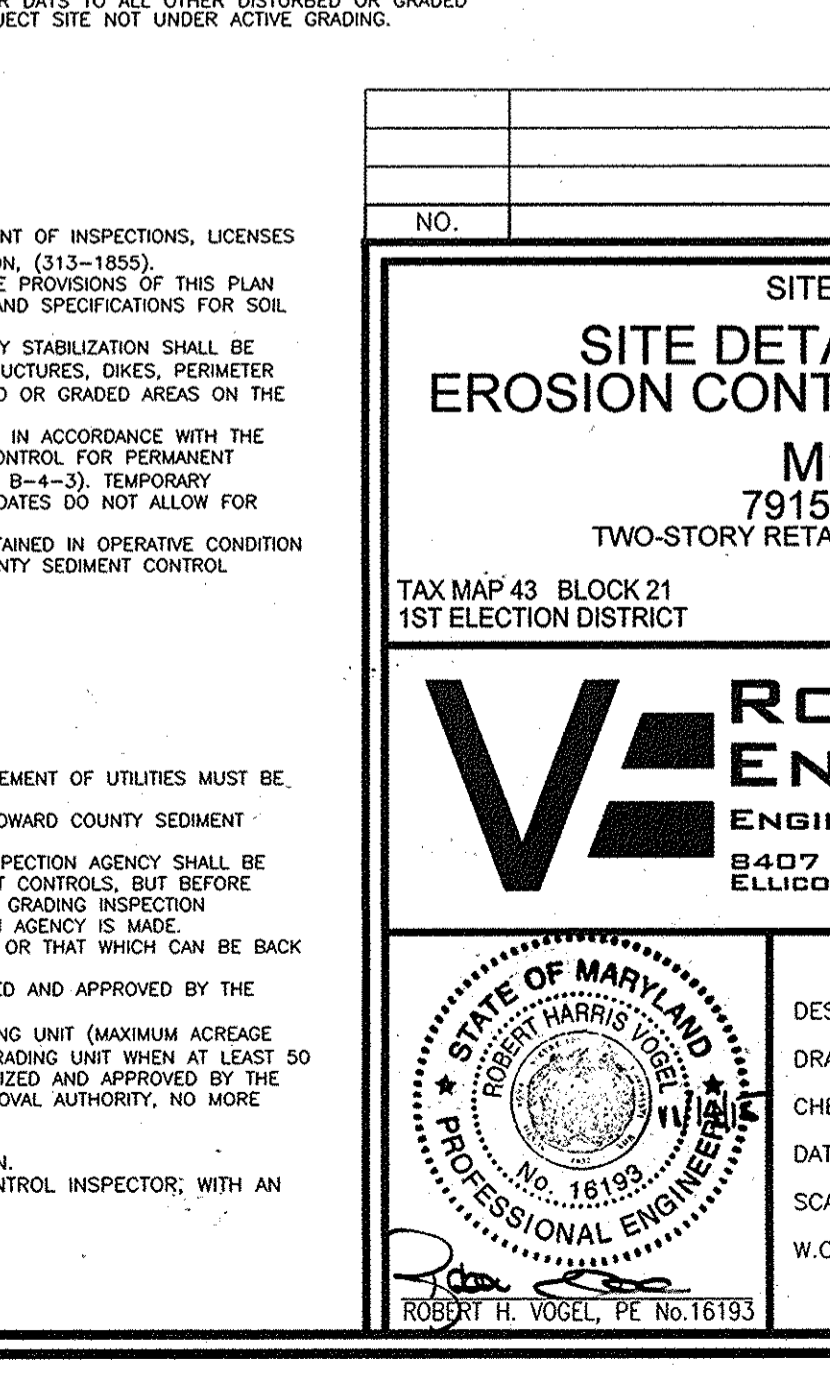 R DAYS TO ALL OTHER DISTURBED OR GRADED
JECT SITE NOT UNDER ACTIVE GRADING.
NT OF INSPECTIONS, LICENSES
N, (313-1855).
E PROVISIONS OF THIS PLAN
AND SPECIFICATIONS FOR SOIL
Y STABILIZATION SHALL BE
UCTURES, DIKES, PERIMETER
D OR GRADED AREAS ON THE
IN ACCORDANCE WITH THE
ONTROL FOR PERMANENT
B-4-3). TEMPORARY
DATES DO NOT ALLOW FOR
TAINED IN OPERATIVE CONDITION
NTY SEDIMENT CONTROL
EMENT OF UTILITIES MUST BE
OWARD COUNTY SEDIMENT
PECTION AGENCY SHALL BE
T CONTROLS, BUT BEFORE
GRADING INSPECTION
AGENCY IS MADE.
OR THAT WHICH CAN BE BACK
ED AND APPROVED BY THE
NG UNIT (MAXIMUM ACREAGE
RADING UNIT WHEN AT LEAST 50
IZED AND APPROVED BY THE
OVAL AUTHORITY, NO MORE
N.
NTROL INSPECTOR, WITH AN
NO.
SITE
SITE DETA
EROSION CONT
M
7915
TWO-STORY RETA
TAX MAP 43 BLOCK 21
1ST ELECTION DISTRICT
VE
RO
EN
ENGI
8407
ELLICO
STATE OF MARYLAND
ROBERT HARRIS VOGEL
No. 16193
PROFESSIONAL ENGINEER
ROBERT H. VOGEL, PE No.16193
DES
DRA
CHE
DAT
SCA
W.O